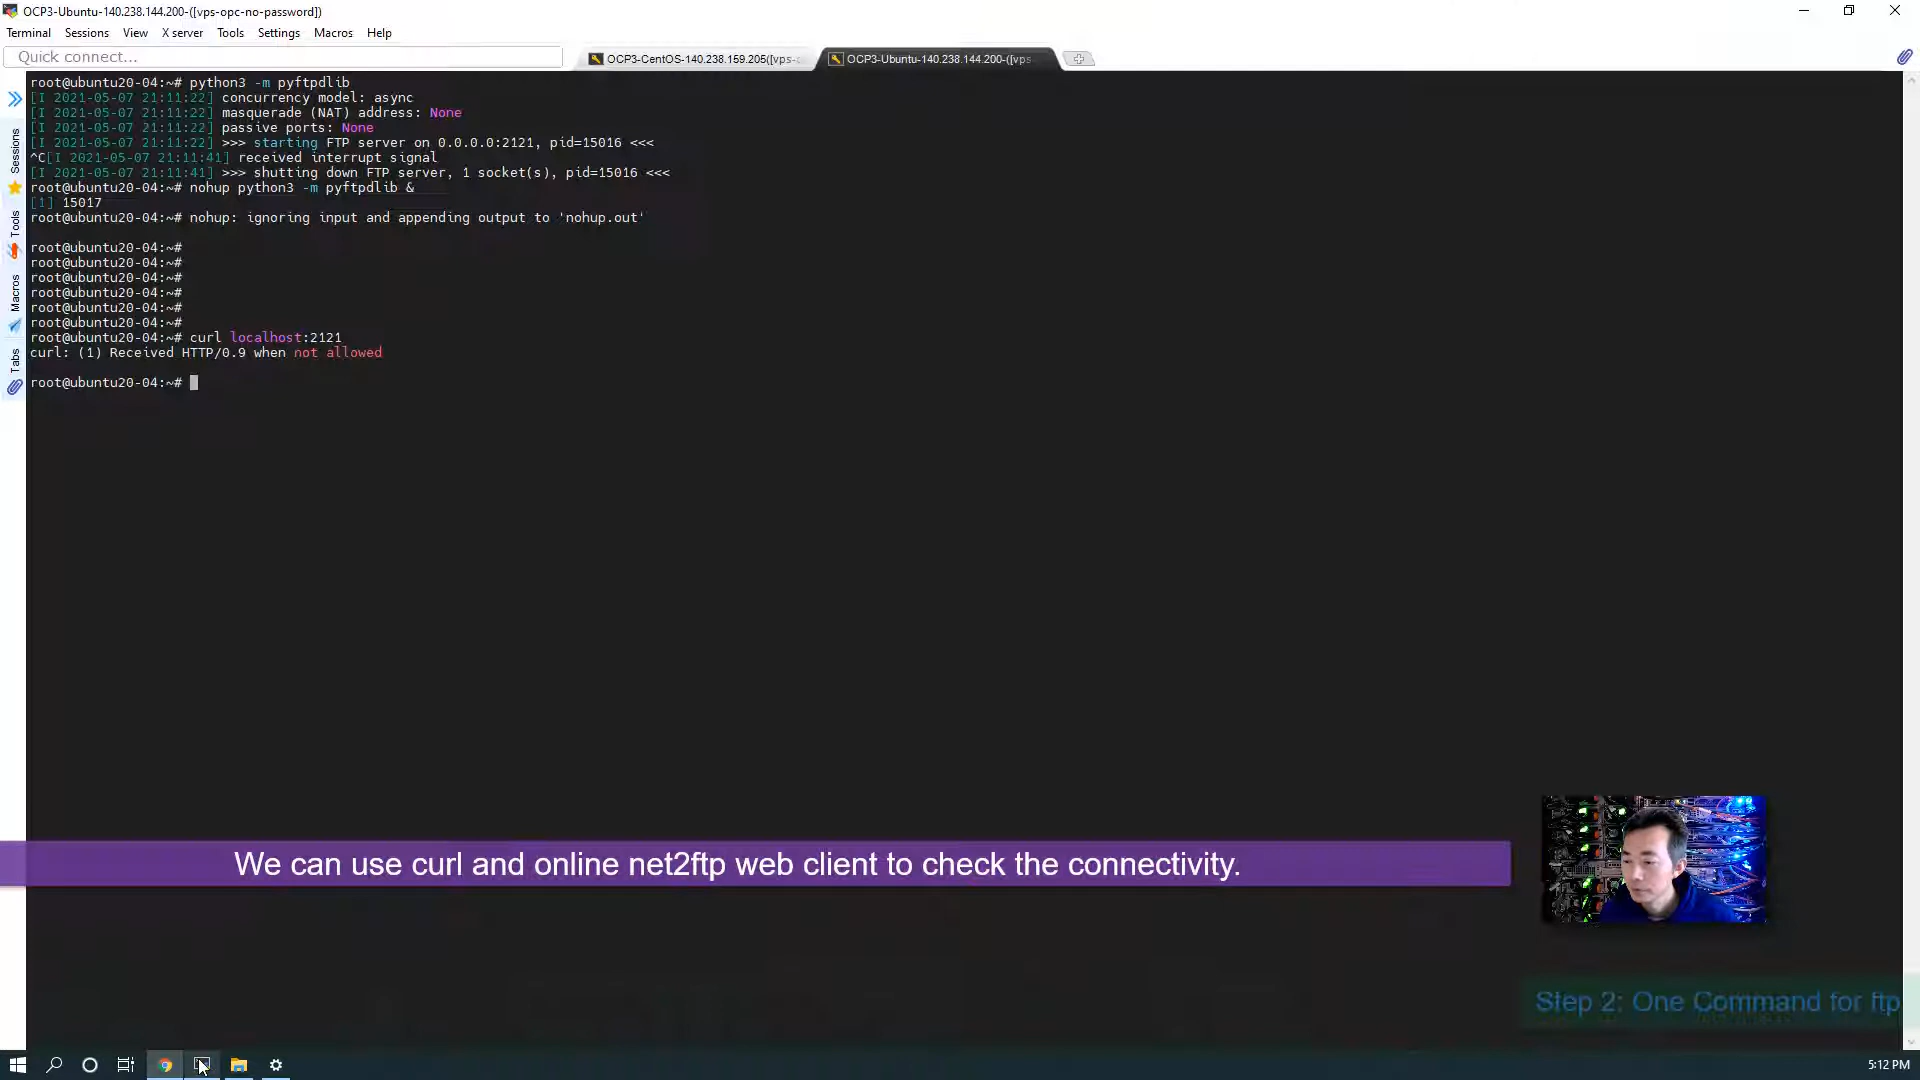 OCP3-Ubuntu-140.238.144.200-([vps-opc-no-password])
Terminal Sessions View X server Tools Settings Macros Help
Quick connect...
OCP3-CentOS-140.238.159.205([vps-c
OCP3-Ubuntu-140.238.144.200-([vps-
Sessions
Tools
Macros
Tabs
root@ubuntu20-04:~# python3 -m pyftpdlib
[I 2021-05-07 21:11:22] concurrency model: async
[I 2021-05-07 21:11:22] masquerade (NAT) address: None
[I 2021-05-07 21:11:22] passive ports: None
[I 2021-05-07 21:11:22] >>> starting FTP server on 0.0.0.0:2121, pid=15016 <<<
^C[I 2021-05-07 21:11:41] received interrupt signal
[I 2021-05-07 21:11:41] >>> shutting down FTP server, 1 socket(s), pid=15016 <<<
root@ubuntu20-04:~# nohup python3 -m pyftpdlib &
[1] 15017
root@ubuntu20-04:~# nohup: ignoring input and appending output to 'nohup.out'
root@ubuntu20-04:~#
root@ubuntu20-04:~#
root@ubuntu20-04:~#
root@ubuntu20-04:~#
root@ubuntu20-04:~#
root@ubuntu20-04:~#
root@ubuntu20-04:~# curl localhost:2121
curl: (1) Received HTTP/0.9 when not allowed
root@ubuntu20-04:~#
We can use curl and online net2ftp web client to check the connectivity.
Step 2: One Command for ftp
5:12 PM